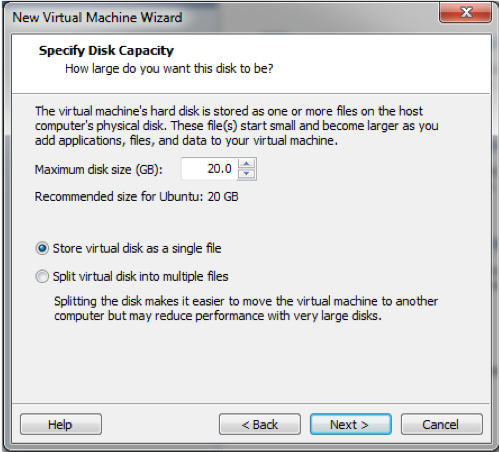 New Virtual Machine Wizard
Specify Disk Capacity
How large do you want this disk to be?
The virtual machine's hard disk is stored as one or more files on the host
computer's physical disk. These file(s) start small and become larger as you
add applications, files, and data to your virtual machine.
Maximum disk size (GB): 20.0
Recommended size for Ubuntu: 20 GB
Store virtual disk as a single file
Split virtual disk into multiple files
Splitting the disk makes it easier to move the virtual machine to another
computer but may reduce performance with very large disks.
Help < Back Next > Cancel